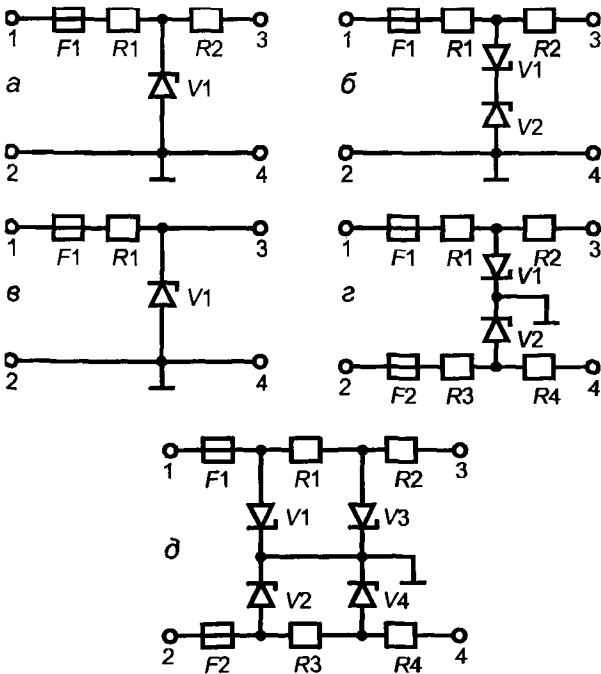 1 F1 R1 R2 3
а V1
2 4
1 F1 R1 R2 3
б V1
V2
2 4
1 F1 R1 3
в V1
2 4
1 F1 R1 R2 3
г V1
V2
2 F2 R3 R4 4
1 F1 R1 R2 3
д V1 V3
V2 V4
2 F2 R3 R4 4